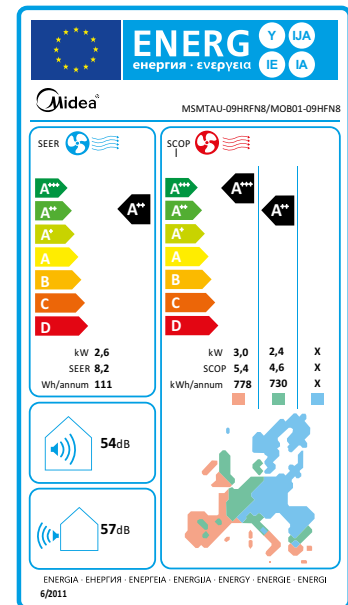 ENERG Y IJA
енергия · ενεργεια IE IA
Midea
MSMTAU-09HRFN8/MOB01-09HFN8
SEER
A+++
A++
A+
A
B
C
D
A++
kW 2,6
SEER 8,2
Wh/annum 111
SCOP
A+++
A++
A+
A
B
C
D
A+++
A++
kW 3,0 2,4 X
SCOP 5,4 4,6 X
kWh/annum 778 730 X
54dB
57dB
ENERGIA · ЕНЕРГИЯ · ΕΝΕΡΓΕΙΑ · ENERGIJA · ENERGY · ENERGIE · ENERGI
6/2011